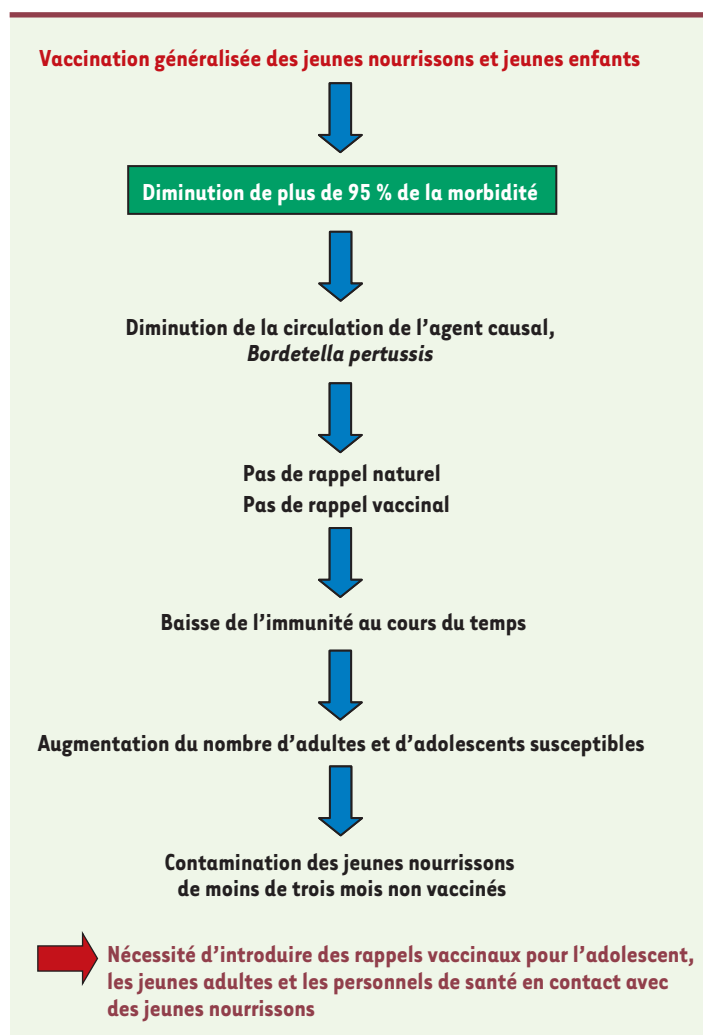 Vaccination généralisée des jeunes nourrissons et jeunes enfants
Diminution de plus de 95 % de la morbidité
Diminution de la circulation de l’agent causal,
Bordetella pertussis
Pas de rappel naturel
Pas de rappel vaccinal
Baisse de l’immunité au cours du temps
Augmentation du nombre d’adultes et d’adolescents susceptibles
Contamination des jeunes nourrissons
de moins de trois mois non vaccinés
Nécessité d’introduire des rappels vaccinaux pour l’adolescent,
les jeunes adultes et les personnels de santé en contact avec
des jeunes nourrissons